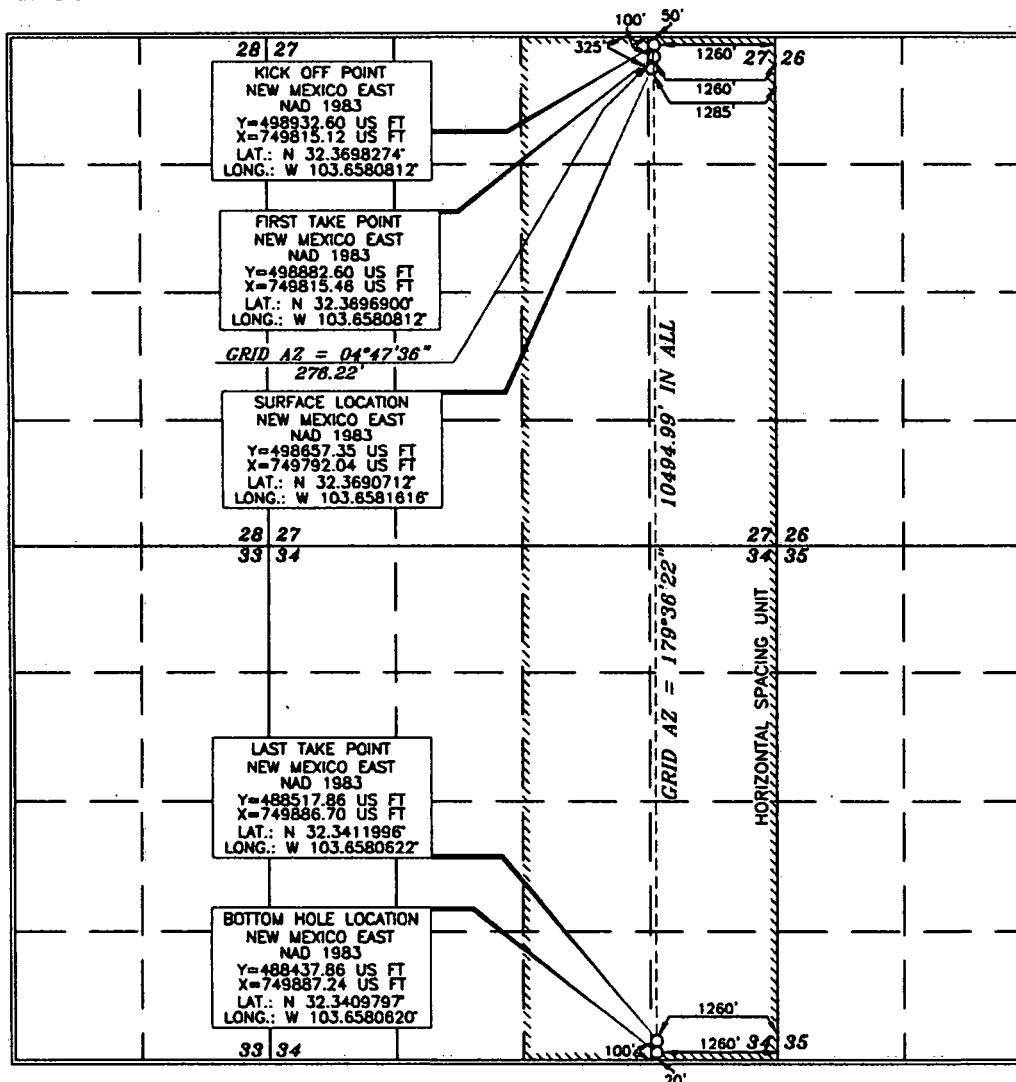 100' 50'
28 27
325'
1260'
27 26
1260'
1285'
KICK OFF POINT
NEW MEXICO EAST
NAD 1983
Y=498932.60 US FT
X=749815.12 US FT
LAT.: N 32.3698274°
LONG.: W 103.6580812°
FIRST TAKE POINT
NEW MEXICO EAST
NAD 1983
Y=498882.60 US FT
X=749815.46 US FT
LAT.: N 32.3696900°
LONG.: W 103.6580812°
GRID AZ = 04°47'36"
276.22'
SURFACE LOCATION
NEW MEXICO EAST
NAD 1983
Y=498657.35 US FT
X=749792.04 US FT
LAT.: N 32.3690712°
LONG.: W 103.6581616°
GRID AZ = 179°36'22" 10494.99' IN ALL
28 27
33 34
27 26
34 35
HORIZONTAL SPACING UNIT
LAST TAKE POINT
NEW MEXICO EAST
NAD 1983
Y=488517.86 US FT
X=749886.70 US FT
LAT.: N 32.3411996°
LONG.: W 103.6580622°
BOTTOM HOLE LOCATION
NEW MEXICO EAST
NAD 1983
Y=488437.86 US FT
X=749887.24 US FT
LAT.: N 32.3409797°
LONG.: W 103.6580620°
1260'
33 34
100'
1260'
34 35
20'